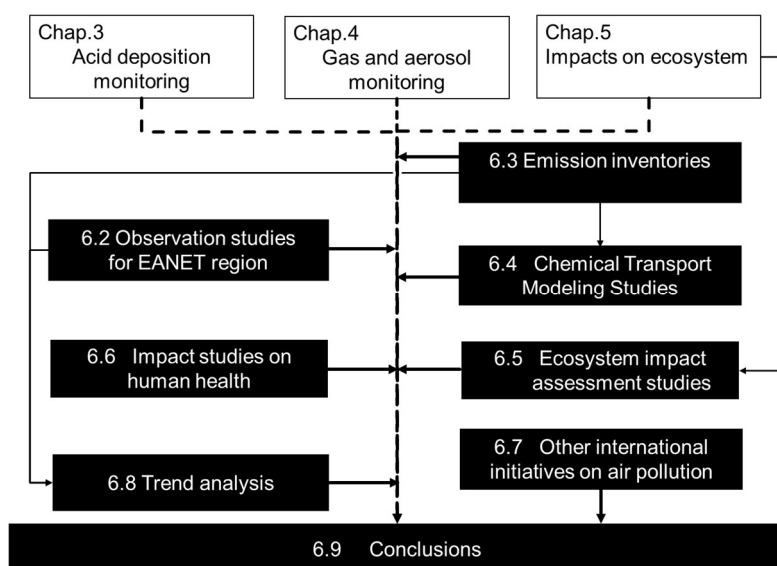 Chap.3
Acid deposition
monitoring
Chap.4
Gas and aerosol
monitoring
Chap.5
Impacts on ecosystem
6.3 Emission inventories
6.2 Observation studies
for EANET region
6.4 Chemical Transport
Modeling Studies
6.6 Impact studies on
human health
6.5 Ecosystem impact
assessment studies
6.7 Other international
initiatives on air pollution
6.8 Trend analysis
6.9 Conclusions